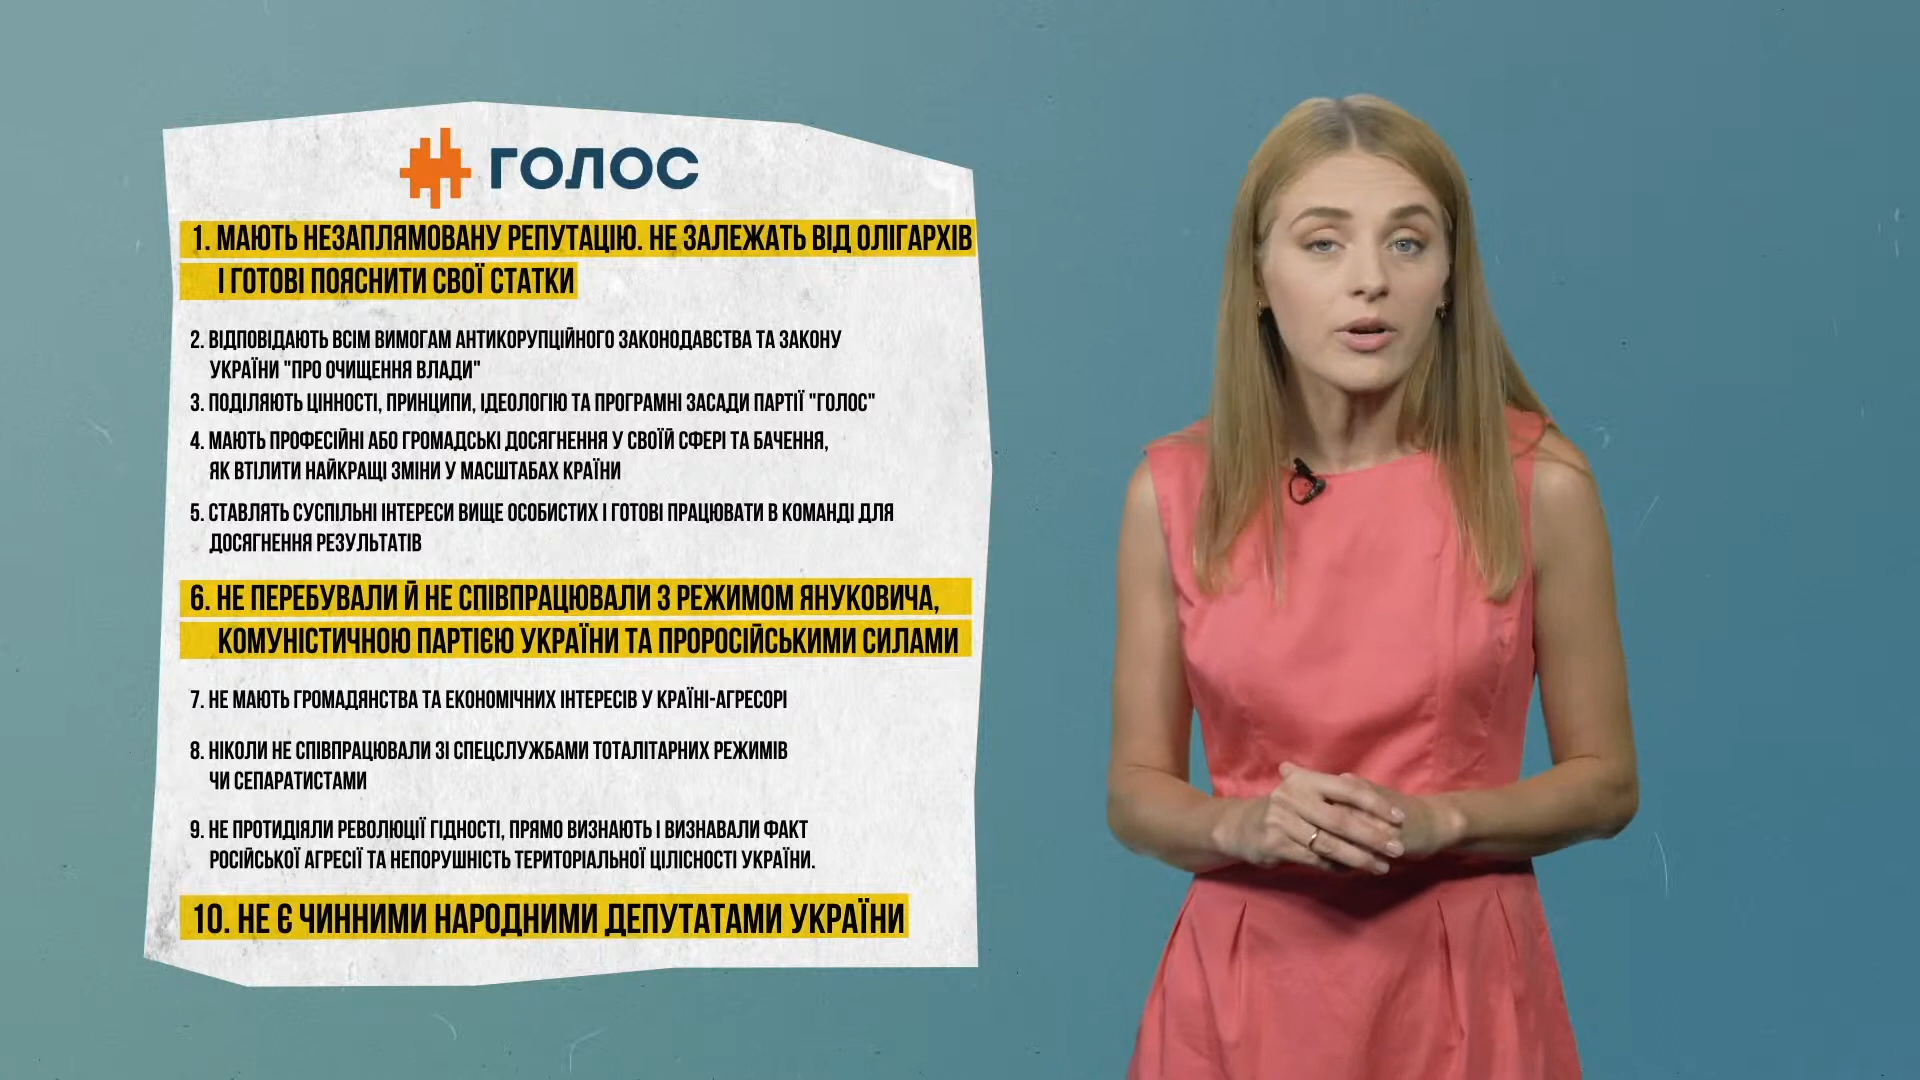 ГОЛОС
1. МАЮТЬ НЕЗАПЛЯМОВАНУ РЕПУТАЦІЮ. НЕ ЗАЛЕЖАТЬ ВІД ОЛІГАРХІВ
І ГОТОВІ ПОЯСНИТИ СВОЇ СТАТКИ
2. ВІДПОВІДАЮТЬ ВСІМ ВИМОГАМ АНТИКОРУПЦІЙНОГО ЗАКОНОДАВСТВА ТА ЗАКОНУ
УКРАЇНИ "ПРО ОЧИЩЕННЯ ВЛАДИ"
3. ПОДІЛЯЮТЬ ЦІННОСТІ, ПРИНЦИПИ, ІДЕОЛОГІЮ ТА ПРОГРАМНІ ЗАСАДИ ПАРТІЇ "ГОЛОС"
4. МАЮТЬ ПРОФЕСІЙНІ АБО ГРОМАДСЬКІ ДОСЯГНЕННЯ У СВОЇЙ СФЕРІ ТА БАЧЕННЯ,
ЯК ВТІЛИТИ НАЙКРАЩІ ЗМІНИ У МАСШТАБАХ КРАЇНИ
5. СТАВЛЯТЬ СУСПІЛЬНІ ІНТЕРЕСИ ВИЩЕ ОСОБИСТИХ І ГОТОВІ ПРАЦЮВАТИ В КОМАНДІ ДЛЯ
ДОСЯГНЕННЯ РЕЗУЛЬТАТІВ
6. НЕ ПЕРЕБУВАЛИ Й НЕ СПІВПРАЦЮВАЛИ З РЕЖИМОМ ЯНУКОВИЧА,
КОМУНІСТИЧНОЮ ПАРТІЄЮ УКРАЇНИ ТА ПРОРОСІЙСЬКИМИ СИЛАМИ
7. НЕ МАЮТЬ ГРОМАДЯНСТВА ТА ЕКОНОМІЧНИХ ІНТЕРЕСІВ У КРАЇНІ-АГРЕСОРІ
8. НІКОЛИ НЕ СПІВПРАЦЮВАЛИ ЗІ СПЕЦСЛУЖБАМИ ТОТАЛІТАРНИХ РЕЖИМІВ
ЧИ СЕПАРАТИСТАМИ
9. НЕ ПРОТИДІЯЛИ РЕВОЛЮЦІЇ ГІДНОСТІ, ПРЯМО ВИЗНАЮТЬ І ВИЗНАВАЛИ ФАКТ
РОСІЙСЬКОЇ АГРЕСІЇ ТА НЕПОРУШНІСТЬ ТЕРИТОРІАЛЬНОЇ ЦІЛІСНОСТІ УКРАЇНИ.
10. НЕ Є ЧИННИМИ НАРОДНИМИ ДЕПУТАТАМИ УКРАЇНИ